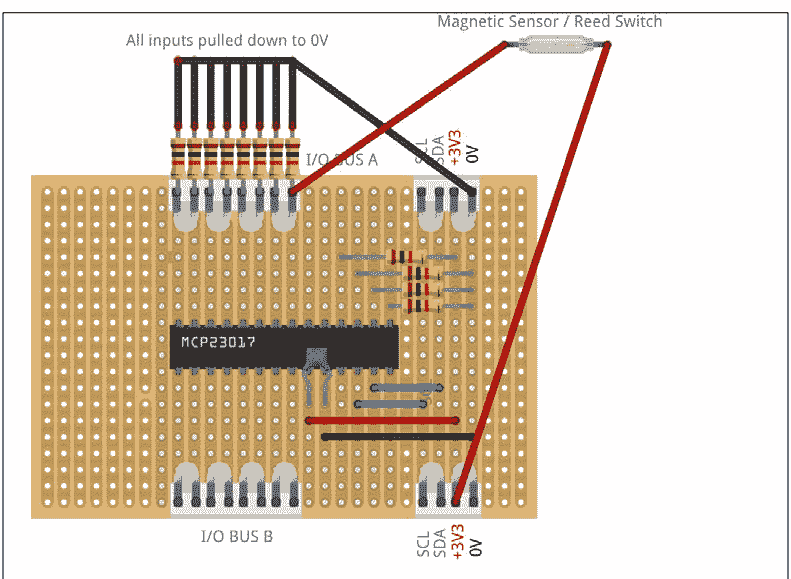 Magnetic Sensor / Reed Switch
All inputs pulled down to 0V
I/O BUS A
SCL
SDA
+3V3
0V
MCP23017
I/O BUS B
SCL
SDA
+3V3
0V